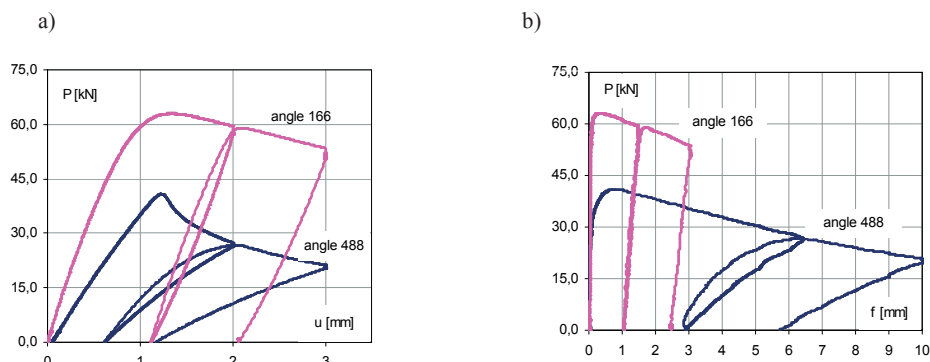 a)
75,0
P [kN]
60,0
45,0
30,0
15,0
0,0
angle 166
angle 488
u [mm]
0
1
2
3
b)
75,0
P [kN]
60,0
45,0
30,0
15,0
0,0
angle 166
angle 488
f [mm]
0 1 2 3 4 5 6 7 8 9 10